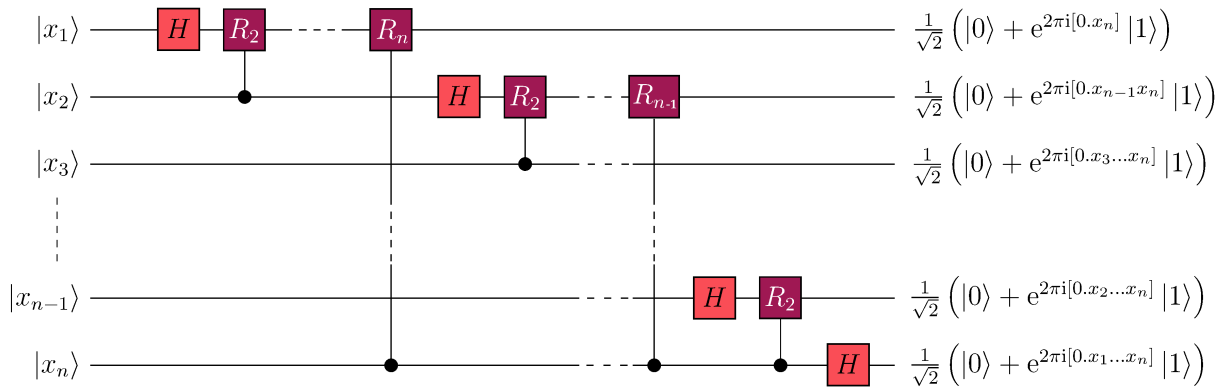 |x₁⟩ H R₂ Rₙ 1/√2 (|0⟩ + e^{2πi[0.xₙ]} |1⟩)
|x₂⟩ H R₂ Rₙ₋₁ 1/√2 (|0⟩ + e^{2πi[0.xₙ₋₁xₙ]} |1⟩)
|x₃⟩ 1/√2 (|0⟩ + e^{2πi[0.x₃...xₙ]} |1⟩)
|xₙ₋₁⟩ H R₂ 1/√2 (|0⟩ + e^{2πi[0.x₂...xₙ]} |1⟩)
|xₙ⟩ H 1/√2 (|0⟩ + e^{2πi[0.x₁...xₙ]} |1⟩)